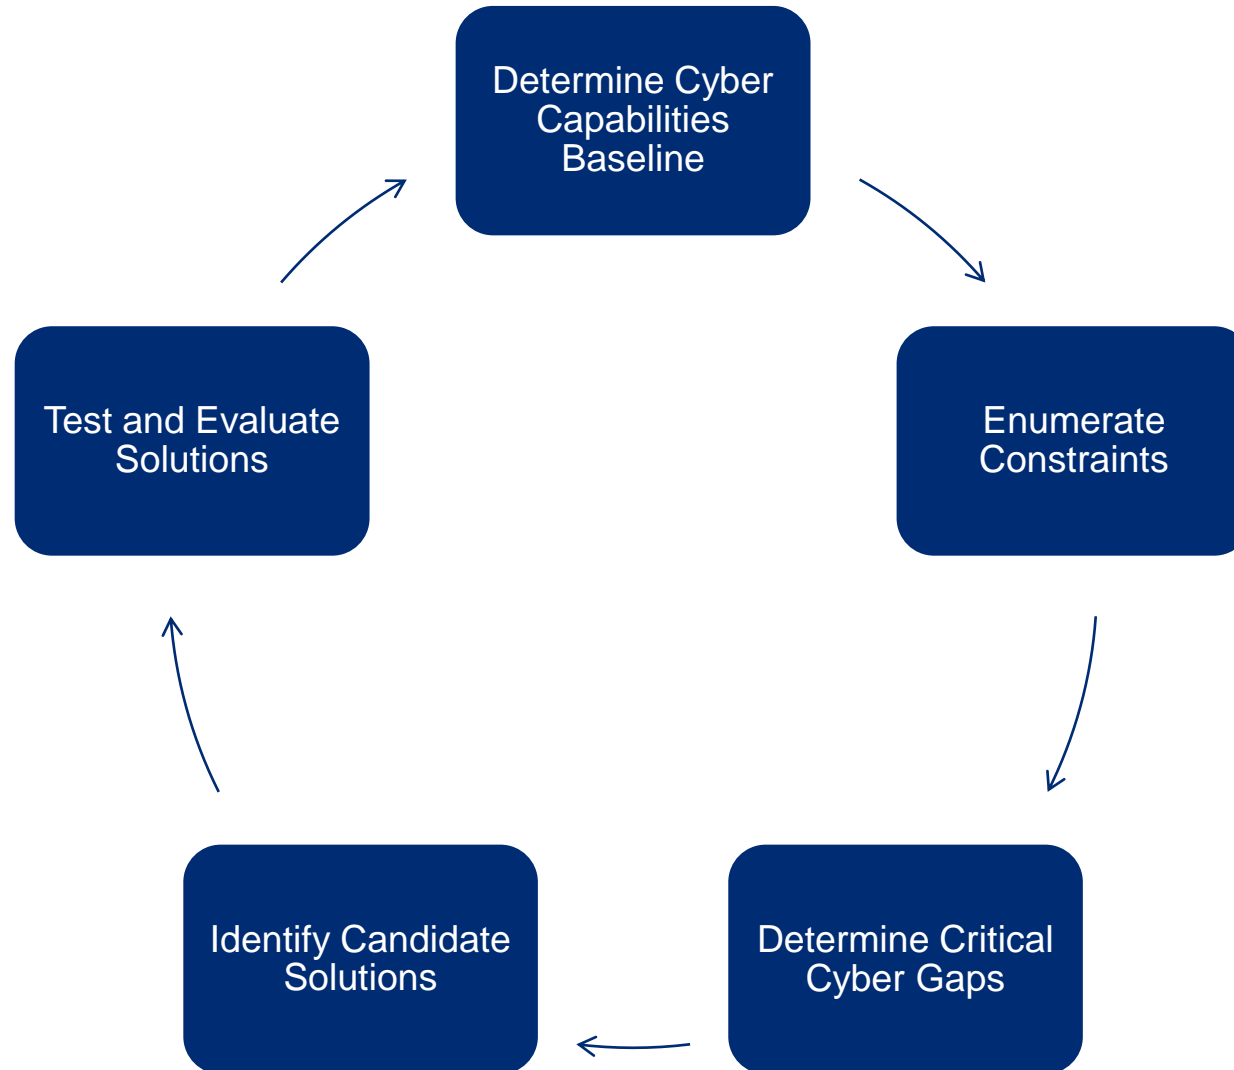 Determine Cyber
Capabilities
Baseline
Enumerate
Constraints
Determine Critical
Cyber Gaps
Identify Candidate
Solutions
Test and Evaluate
Solutions